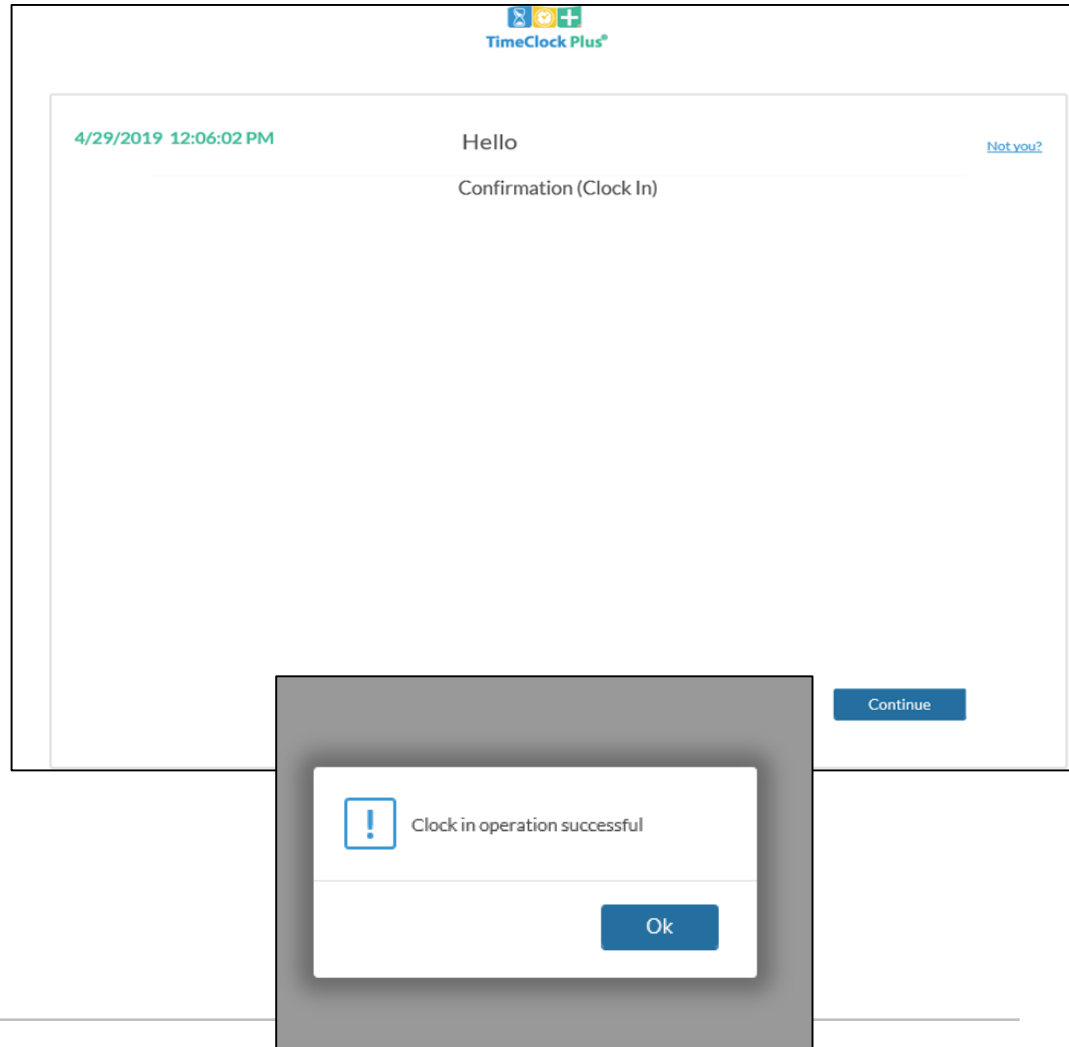 TimeClock Plus®
4/29/2019 12:06:02 PM
Hello
Not you?
Confirmation (Clock In)
Continue
! Clock in operation successful
Ok